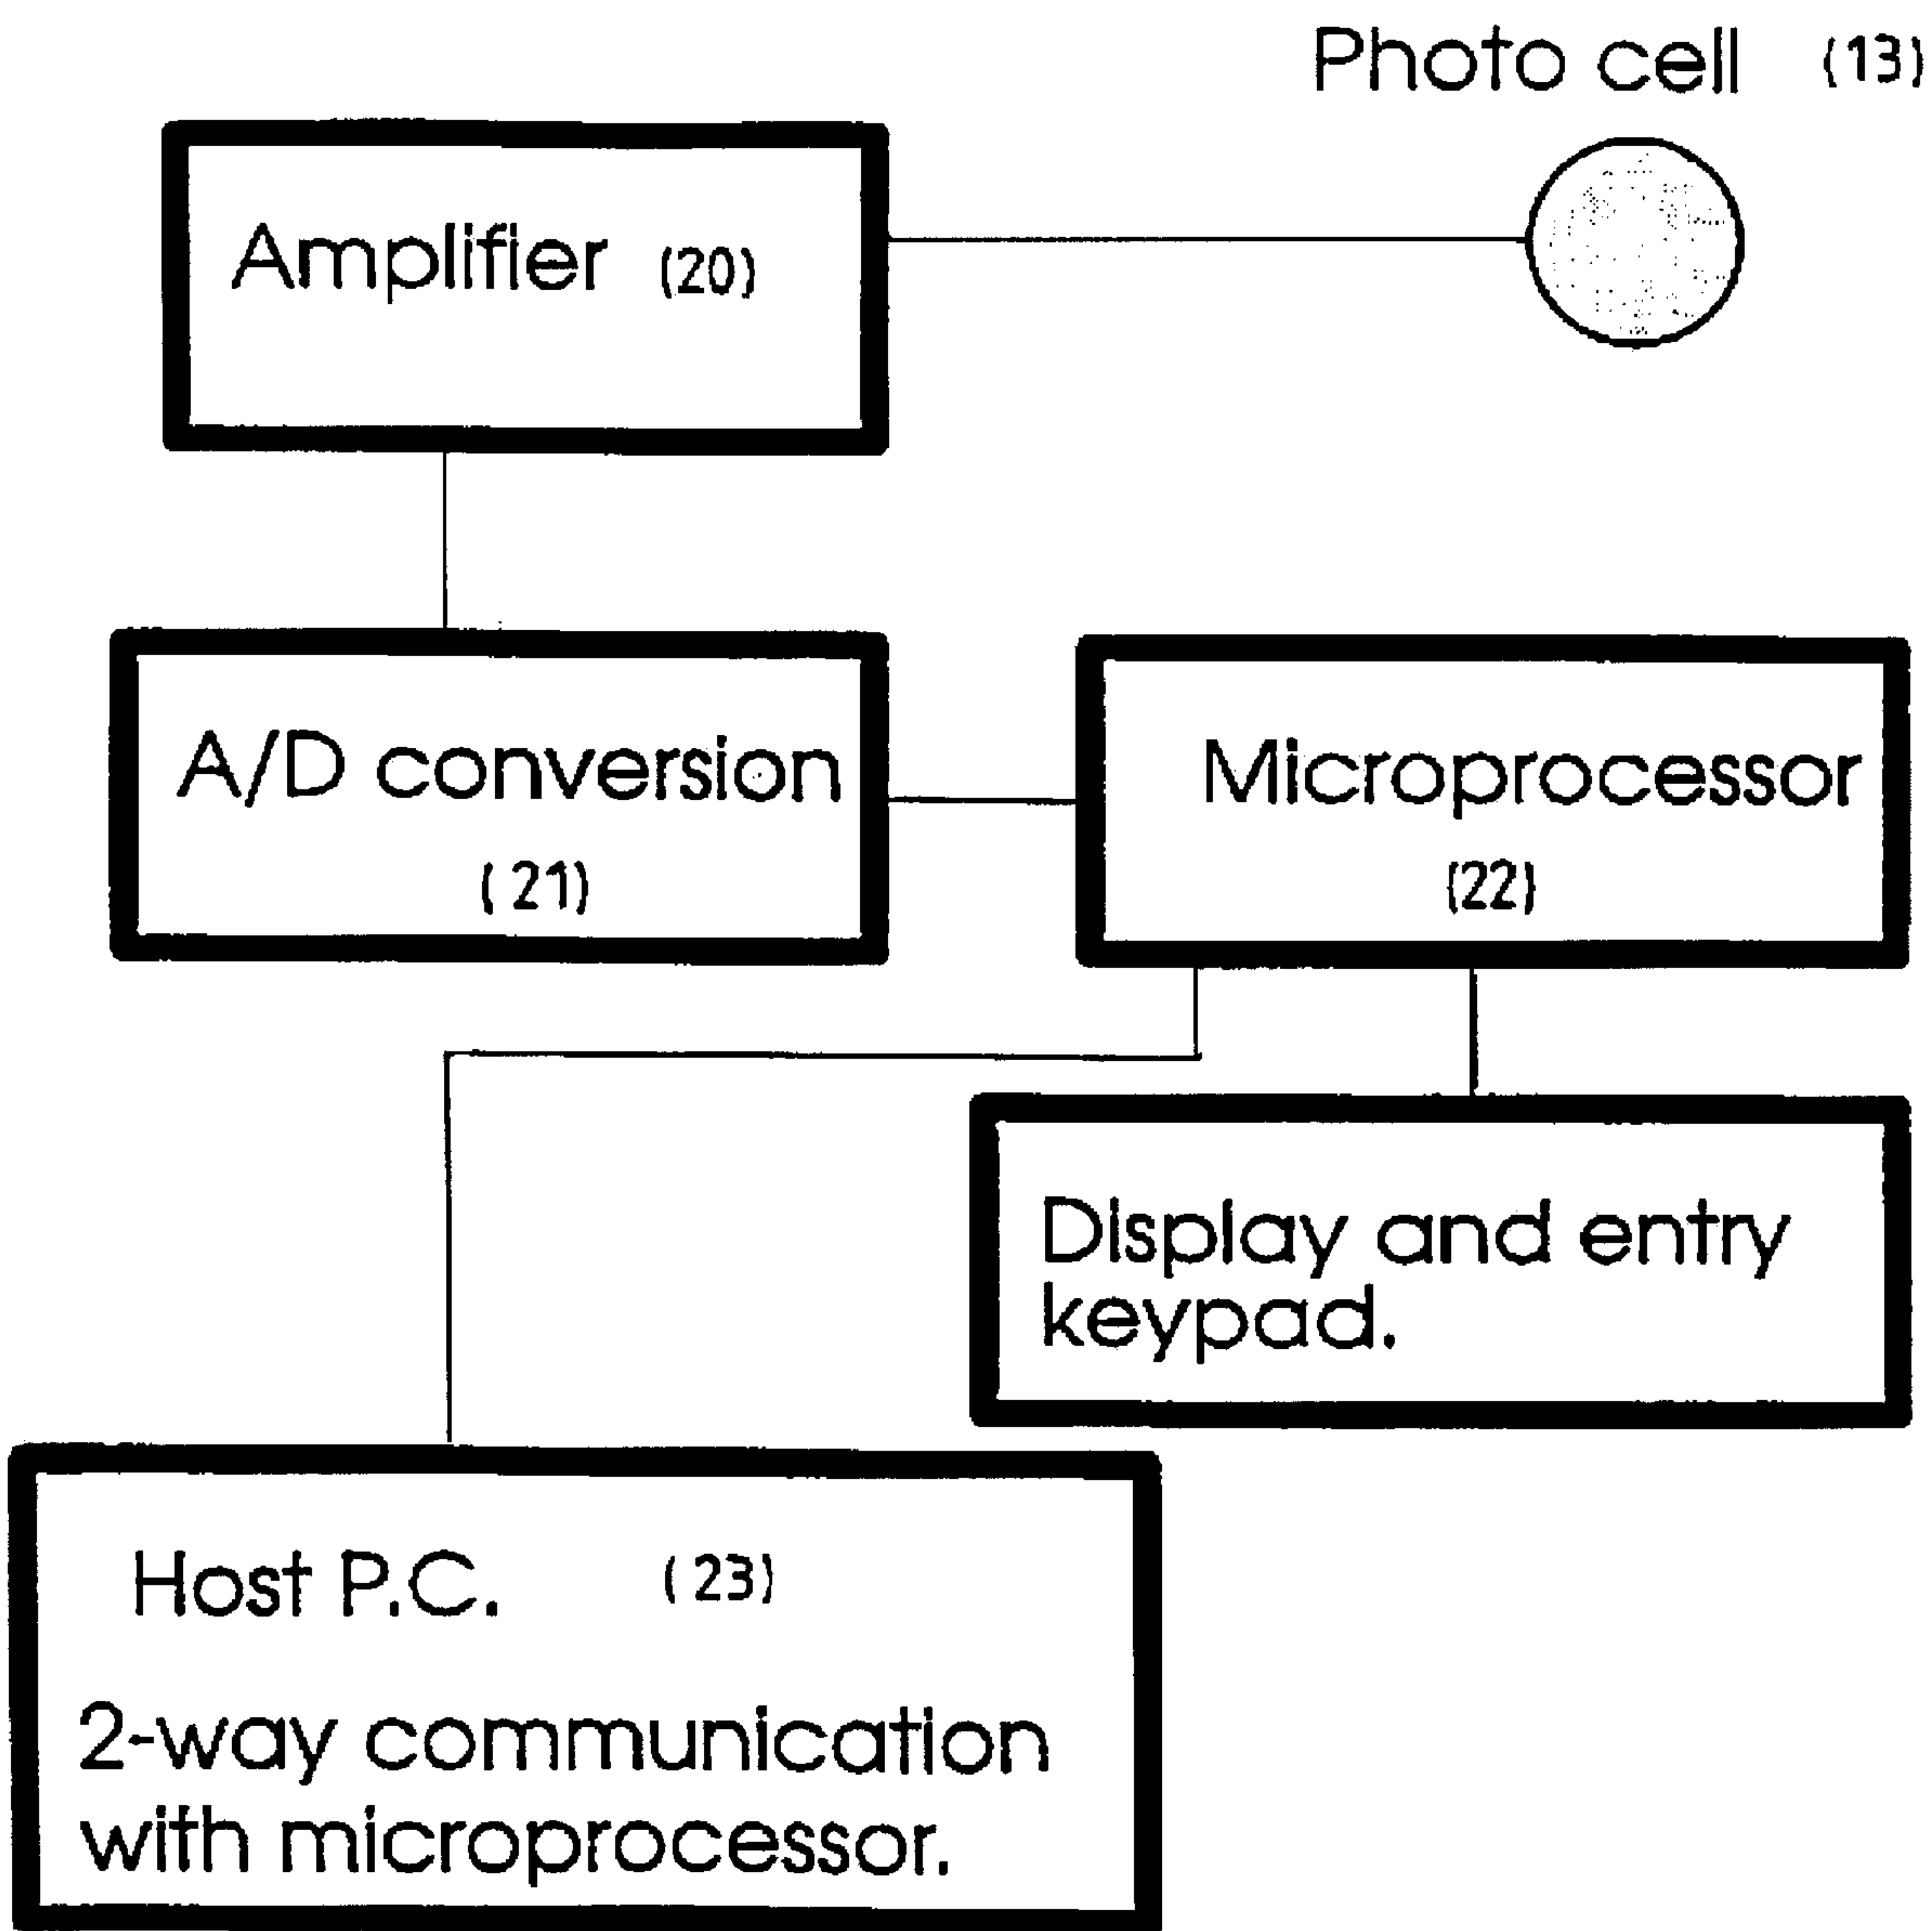 Photo cell (13)
Amplifier (20)
A/D conversion
(21)
Microprocessor
(22)
Display and entry
keypad.
Host P.C. (23)
2-way communication
with microprocessor.